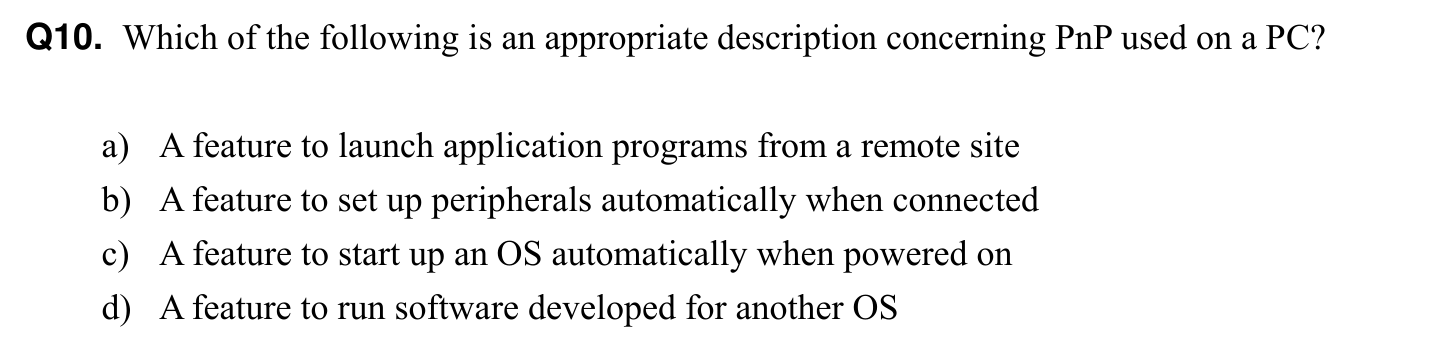 Q10. Which of the following is an appropriate description concerning PnP used on a PC?
a) A feature to launch application programs from a remote site
b) A feature to set up peripherals automatically when connected
c) A feature to start up an OS automatically when powered on
d) A feature to run software developed for another OS